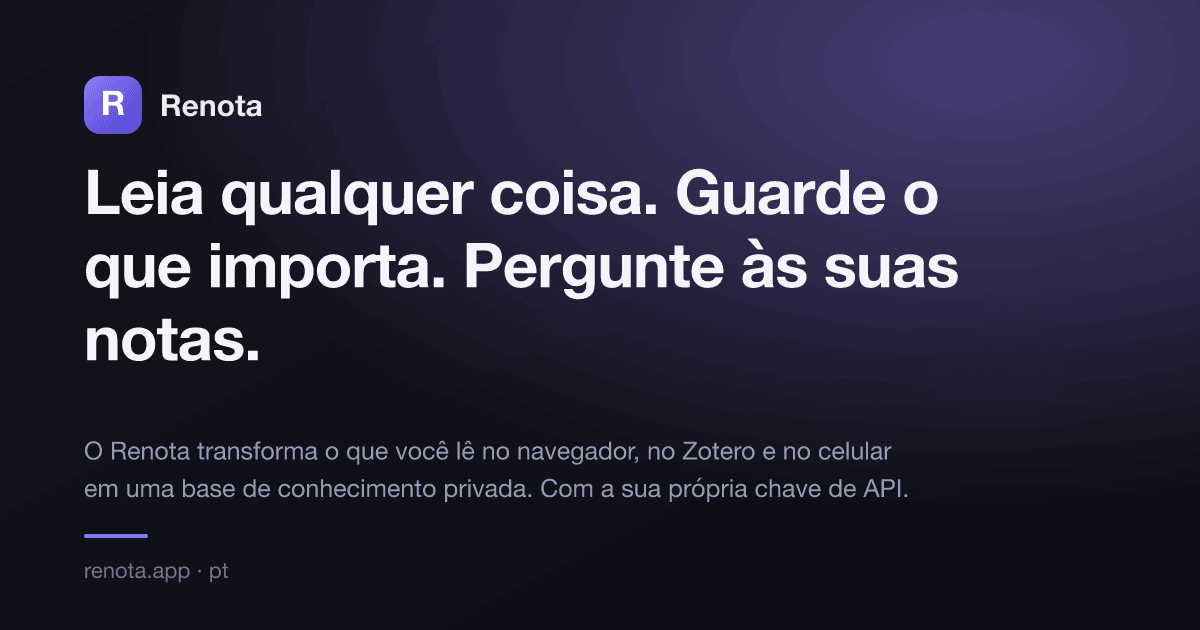 R
Renota
Leia qualquer coisa. Guarde o
que importa. Pergunte às suas
notas.
O Renota transforma o que você lê no navegador, no Zotero e no celular
em uma base de conhecimento privada. Com a sua própria chave de API.
renota.app · pt